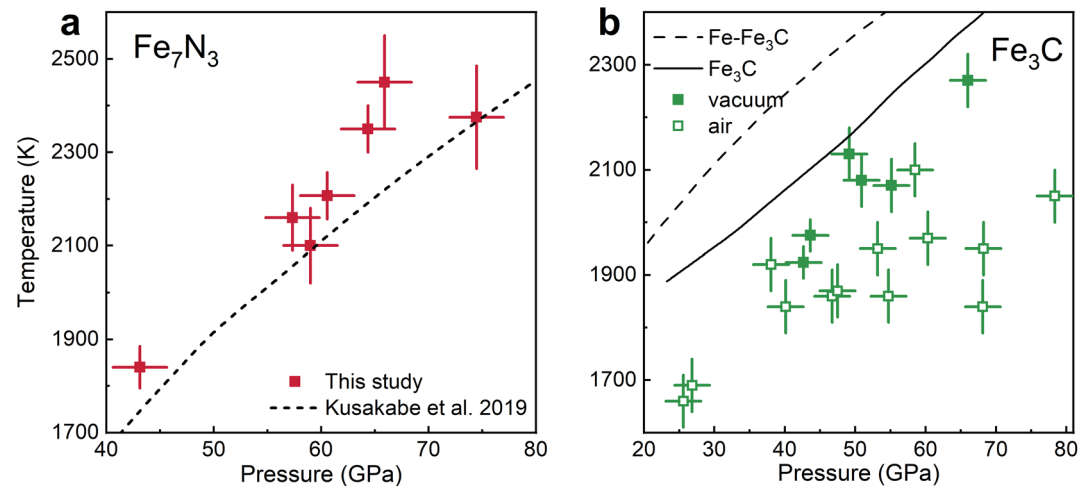 a
Fe7N3
2500
2300
2100
1900
1700
Temperature (K)
This study
Kusakabe et al. 2019
40 50 60 70 80
Pressure (GPa)
b
Fe-Fe3C
Fe3C
vacuum
air
Fe3C
2300
2100
1900
1700
20 30 40 50 60 70 80
Pressure (GPa)